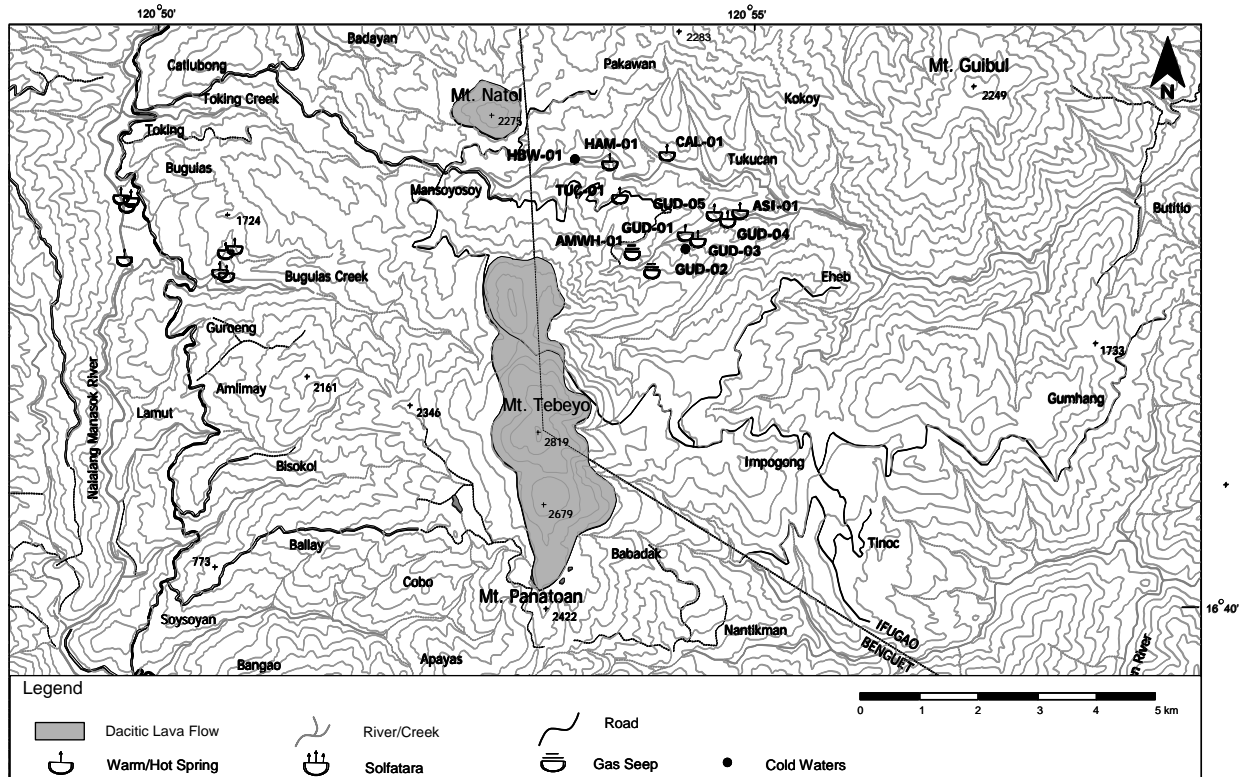 120°50'
120°55'
Badayan
2283
Pakawan
Mt. Guibul
Catlubong
2249
N
Toking Creek
Mt. Natol
Kokoy
2275
Toking
HAM-01
CAL-01
HBW-01
Tukucan
Bugulas
Mansoyosoy
TUC-01
GUD-05
ASI-01
Butitio
1724
GUD-01
GUD-04
AMWH-01
GUD-03
GUD-02
Bugulas Creek
Eheb
Guroeng
1733
Amlimay
2161
Nalalang Manasok River
Lamut
2346
Mt. Tebeyo
Gumhang
2819
Bisokol
Impogong
2679
Ballay
Babadak
Tinoc
773
Cobo
Mt. Panatoan
2422
16°40'
Soysoyan
Nantikman
IFUGAO
BENGUET
Bangao
Apayas
River
Legend
0 1 2 3 4 5 km
Dacitic Lava Flow
River/Creek
Road
Warm/Hot Spring
Solfatara
Gas Seep
Cold Waters